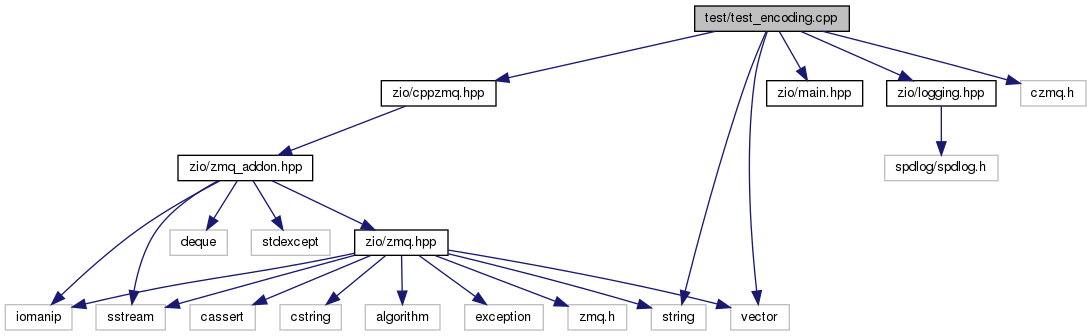 test/test_encoding.cpp
zio/cppzmq.hpp
zio/main.hpp
zio/logging.hpp
czmq.h
zio/zmq_addon.hpp
spdlog/spdlog.h
deque
stdexcept
zio/zmq.hpp
iomanip
sstream
cassert
cstring
algorithm
exception
zmq.h
string
vector